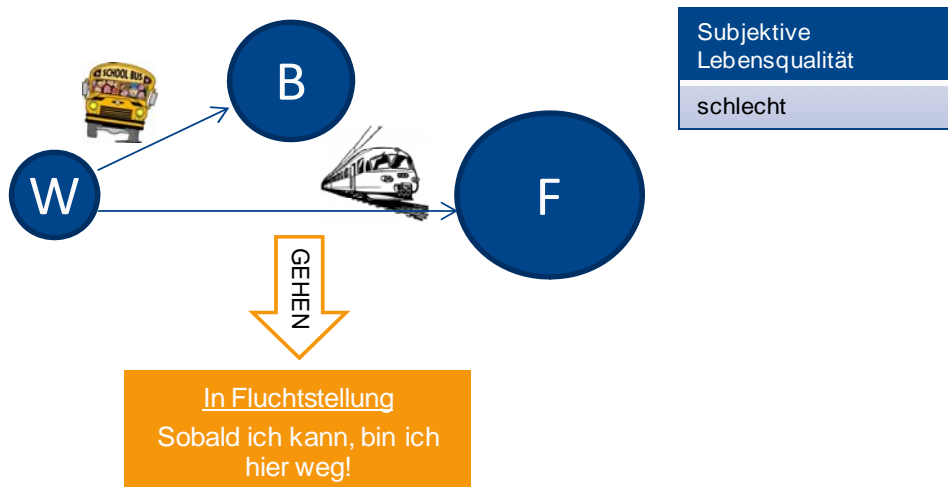 SCHOOL BUS
B
W
F
GEHEN
In Fluchtstellung
Sobald ich kann, bin ich
hier weg!
Subjektive
Lebensqualität
schlecht